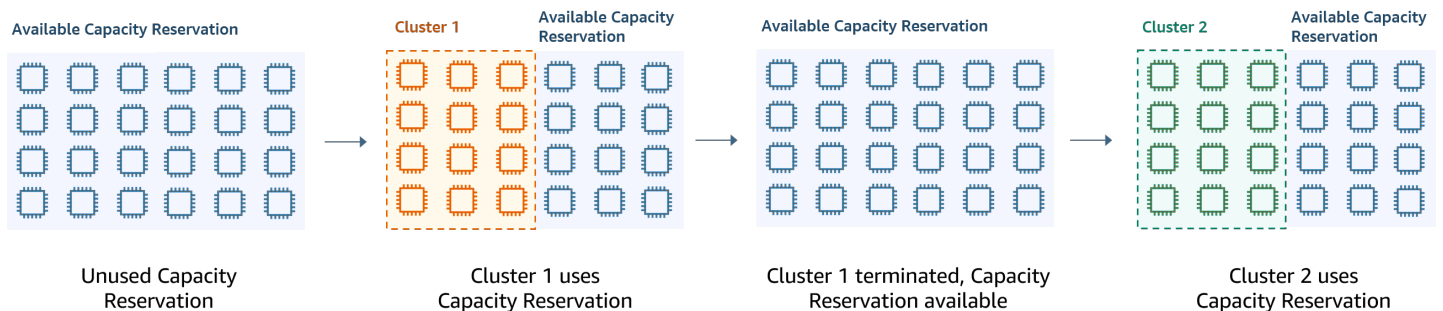 Available Capacity Reservation
Cluster 1
Available Capacity
Reservation
Available Capacity Reservation
Cluster 2
Available Capacity
Reservation
Unused Capacity
Reservation
Cluster 1 uses
Capacity Reservation
Cluster 1 terminated, Capacity
Reservation available
Cluster 2 uses
Capacity Reservation